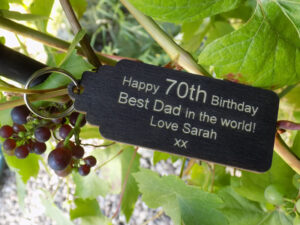 Happy 70th Birthday
Best Dad in the world!
Love Sarah
xx